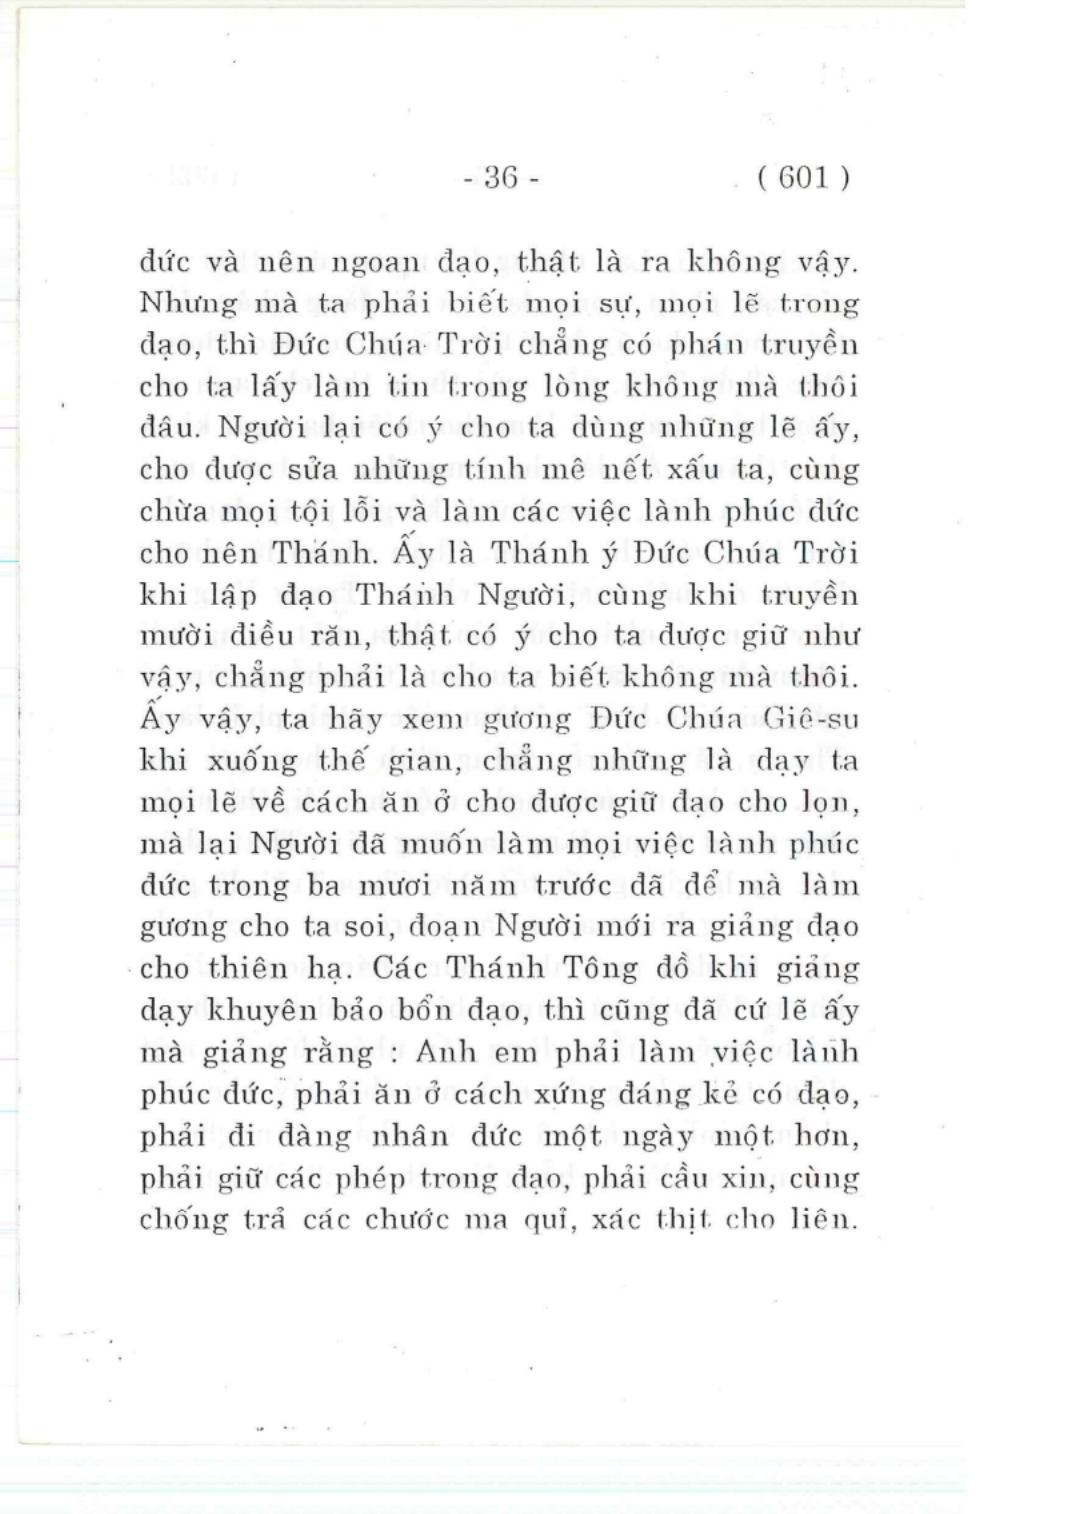 - 36 - ( 601 )
đức và nên ngoan đạo, thật là ra không vậy.
Nhưng mà ta phải biết mọi sự, mọi lẽ trong
đạo, thì Đức Chúa Trời chẳng có phán truyền
cho ta lấy làm tin trong lòng không mà thôi
đâu. Người lại có ý cho ta dùng những lẽ ấy,
cho được sửa những tính mê nết xấu ta, cùng
chừa mọi tội lỗi và làm các việc lành phúc đức
cho nên Thánh. Ấy là Thánh ý Đức Chúa Trời
khi lập đạo Thánh Người, cùng khi truyền
mười điều răn, thật có ý cho ta được giữ như
vậy, chẳng phải là cho ta biết không mà thôi.
Ấy vậy, ta hãy xem gương Đức Chúa Giê-su
khi xuống thế gian, chẳng những là dạy ta
mọi lẽ về cách ăn ở cho được giữ đạo cho lọn,
mà lại Người đã muốn làm mọi việc lành phúc
đức trong ba mươi năm trước đã để mà làm
gương cho ta soi, đoạn Người mới ra giảng đạo
cho thiên hạ. Các Thánh Tông đồ khi giảng
dạy khuyên bảo bổn đạo, thì cũng đã cứ lẽ ấy
mà giảng rằng : Anh em phải làm việc lành
phúc đức, phải ăn ở cách xứng đáng kẻ có đạo,
phải đi đàng nhân đức một ngày một hơn,
phải giữ các phép trong đạo, phải cầu xin, cùng
chống trả các chước ma quỉ, xác thịt cho liên.